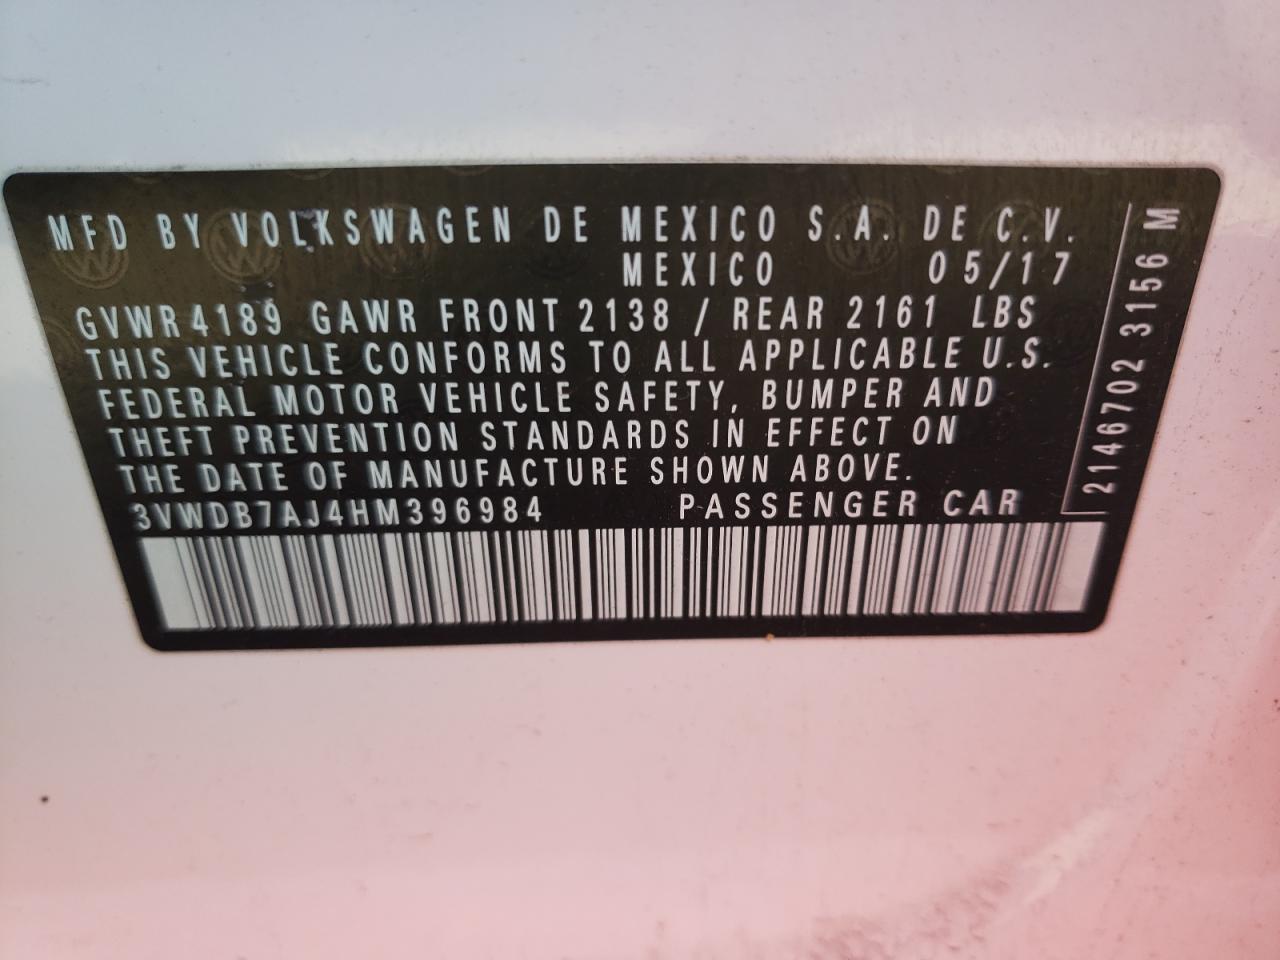 MFD BY VOLKSWAGEN DE MEXICO S.A. DE C.V.
MEXICO 05/17
GVWR 4189 GAWR FRONT 2138 / REAR 2161 LBS
THIS VEHICLE CONFORMS TO ALL APPLICABLE U.S.
FEDERAL MOTOR VEHICLE SAFETY, BUMPER AND
THEFT PREVENTION STANDARDS IN EFFECT ON
THE DATE OF MANUFACTURE SHOWN ABOVE.
3VWDB7AJ4HM396984 PASSENGER CAR
2146702 3156 M